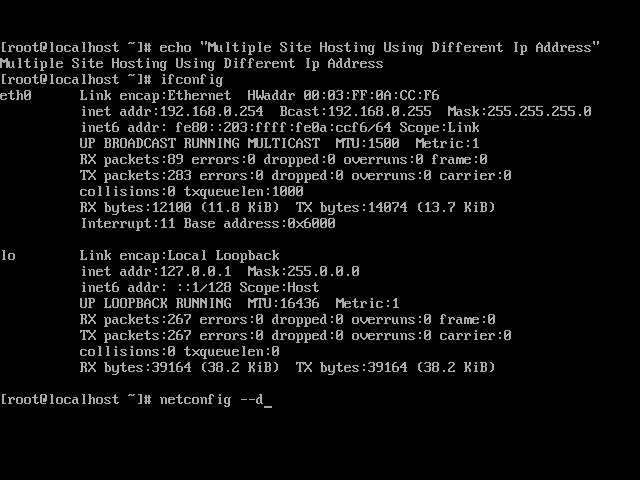 [root@localhost ~]# echo "Multiple Site Hosting Using Different Ip Address"
Multiple Site Hosting Using Different Ip Address
[root@localhost ~]# ifconfig
eth0      Link encap:Ethernet  HWaddr 00:03:FF:0A:CC:F6
          inet addr:192.168.0.254  Bcast:192.168.0.255  Mask:255.255.255.0
          inet6 addr: fe80::203:ffff:fe0a:ccf6/64 Scope:Link
          UP BROADCAST RUNNING MULTICAST  MTU:1500  Metric:1
          RX packets:89 errors:0 dropped:0 overruns:0 frame:0
          TX packets:283 errors:0 dropped:0 overruns:0 carrier:0
          collisions:0 txqueuelen:1000
          RX bytes:12100 (11.8 KiB)  TX bytes:14074 (13.7 KiB)
          Interrupt:11 Base address:0x6000
lo        Link encap:Local Loopback
          inet addr:127.0.0.1  Mask:255.0.0.0
          inet6 addr: ::1/128 Scope:Host
          UP LOOPBACK RUNNING  MTU:16436  Metric:1
          RX packets:267 errors:0 dropped:0 overruns:0 frame:0
          TX packets:267 errors:0 dropped:0 overruns:0 carrier:0
          collisions:0 txqueuelen:0
          RX bytes:39164 (38.2 KiB)  TX bytes:39164 (38.2 KiB)
[root@localhost ~]# netconfig --d_